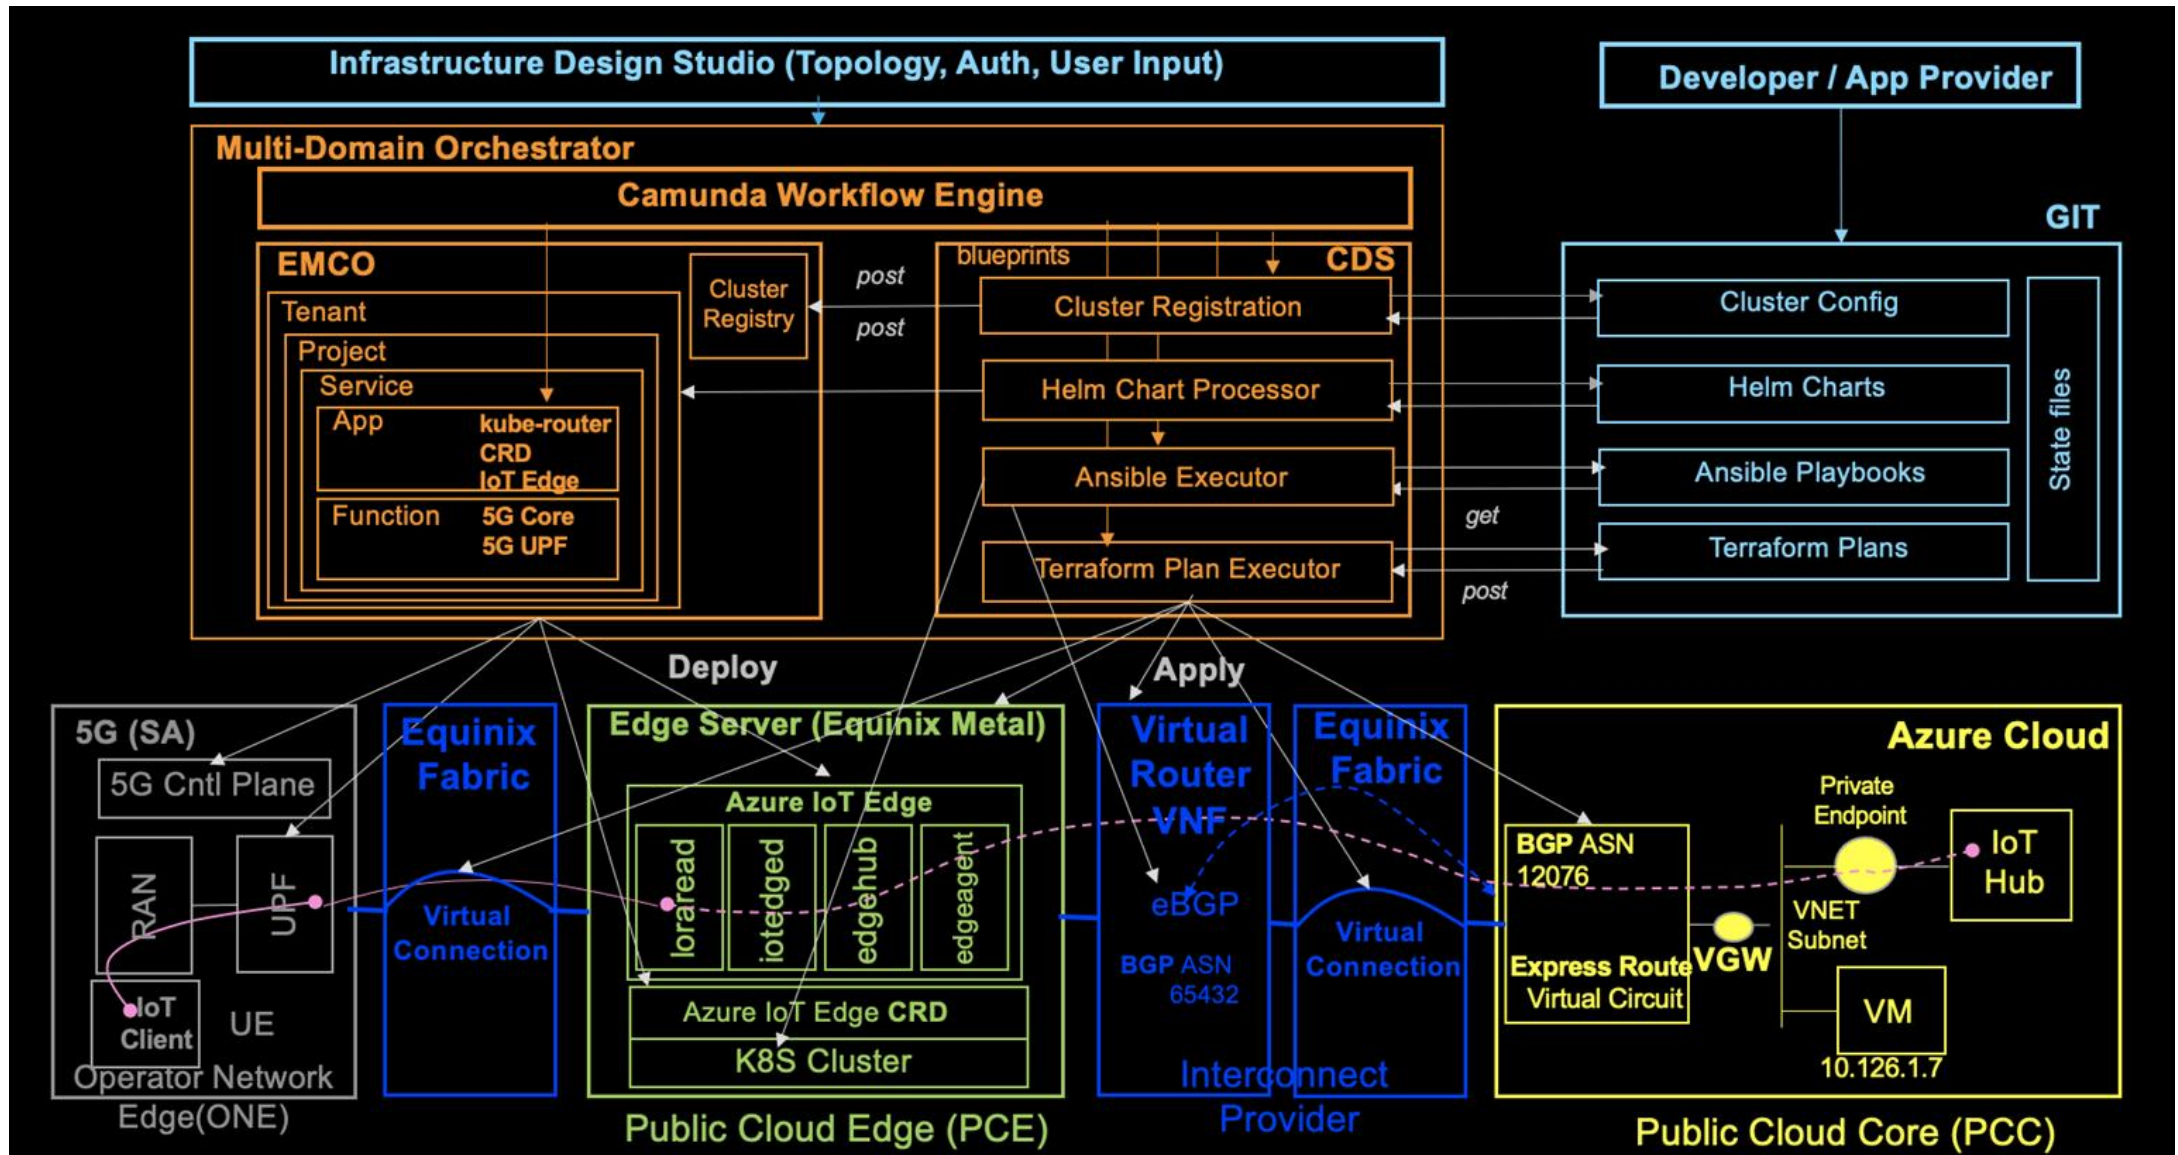 Infrastructure Design Studio (Topology, Auth, User Input)
Developer / App Provider
Multi-Domain Orchestrator
Camunda Workflow Engine
GIT
EMCO
Cluster
Registry
Tenant
Project
Service
App
kube-router
CRD
IoT Edge
Function
5G Core
5G UPF
post
post
blueprints
CDS
Cluster Registration
Helm Chart Processor
Ansible Executor
Terraform Plan Executor
get
post
Cluster Config
Helm Charts
Ansible Playbooks
Terraform Plans
State files
Deploy
Apply
5G (SA)
5G Cntl Plane
RAN
UPF
IoT
Client
UE
Operator Network
Edge(ONE)
Equinix
Fabric
Virtual
Connection
Edge Server (Equinix Metal)
Azure IoT Edge
loraread
iotedged
edgehub
edgeagent
Azure IoT Edge CRD
K8S Cluster
Public Cloud Edge (PCE)
Virtual
Router
VNF
eBGP
BGP ASN
65432
Equinix
Fabric
Virtual
Connection
Interconnect
Provider
Azure Cloud
BGP ASN
12076
Express Route
Virtual Circuit
VGW
Private
Endpoint
VNET
Subnet
IoT
Hub
VM
10.126.1.7
Public Cloud Core (PCC)